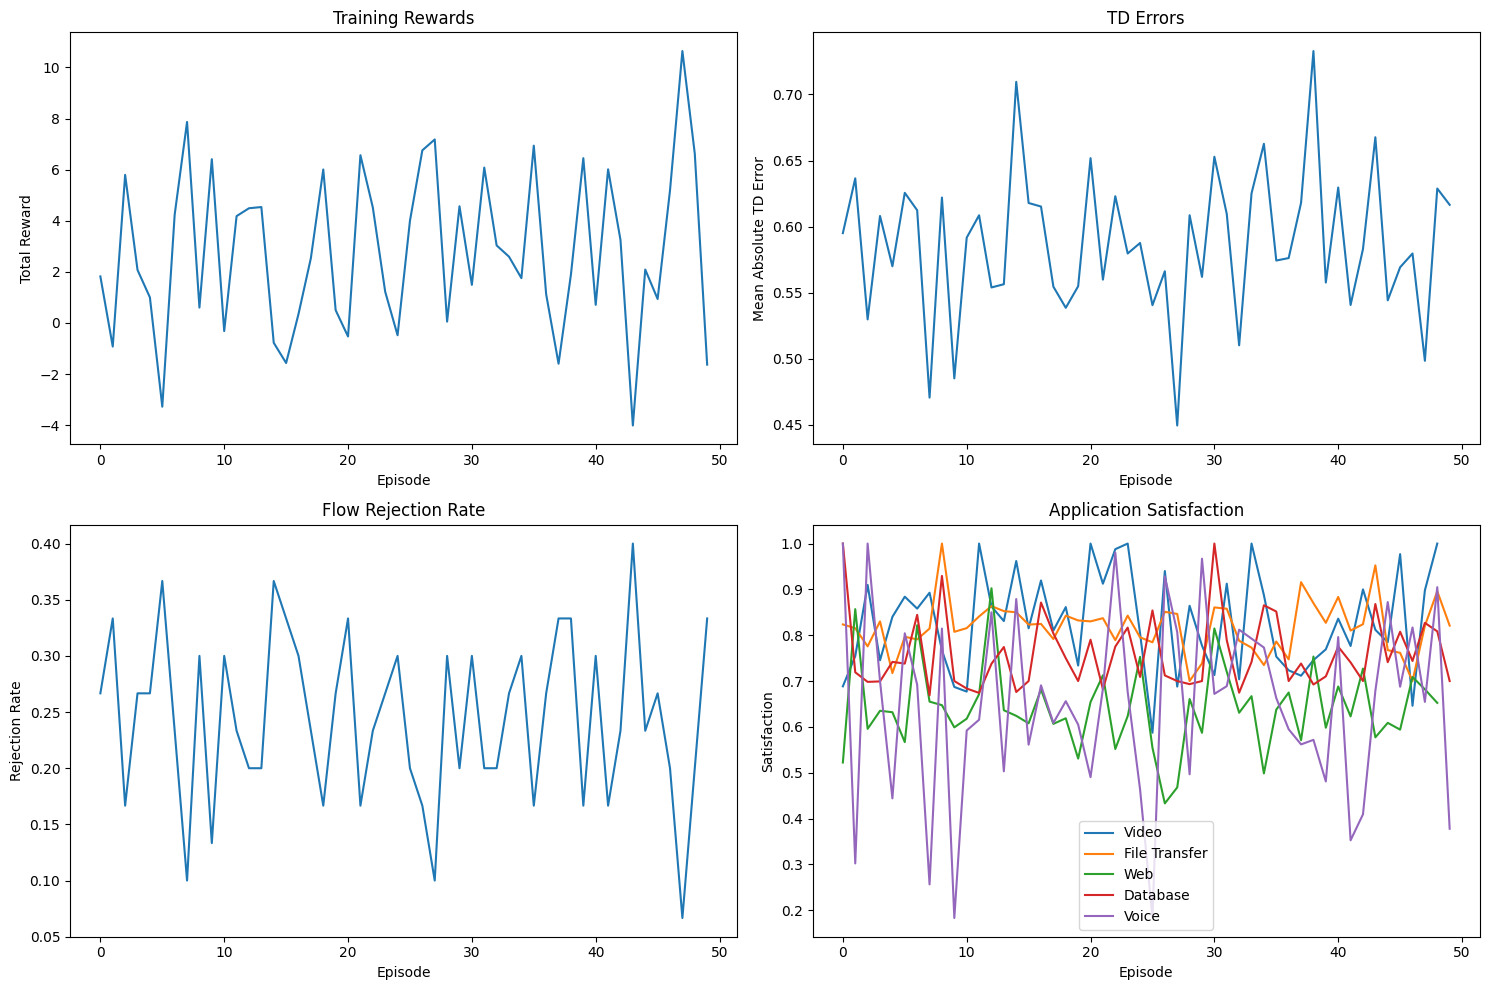 Training Rewards
Total Reward
10
8
6
4
2
0
−2
−4
0 10 20 30 40 50
Episode
TD Errors
Mean Absolute TD Error
0.70
0.65
0.60
0.55
0.50
0.45
0 10 20 30 40 50
Episode
Flow Rejection Rate
Rejection Rate
0.40
0.35
0.30
0.25
0.20
0.15
0.10
0.05
0 10 20 30 40 50
Episode
Application Satisfaction
Satisfaction
1.0
0.9
0.8
0.7
0.6
0.5
0.4
0.3
0.2
Video
File Transfer
Web
Database
Voice
0 10 20 30 40 50
Episode